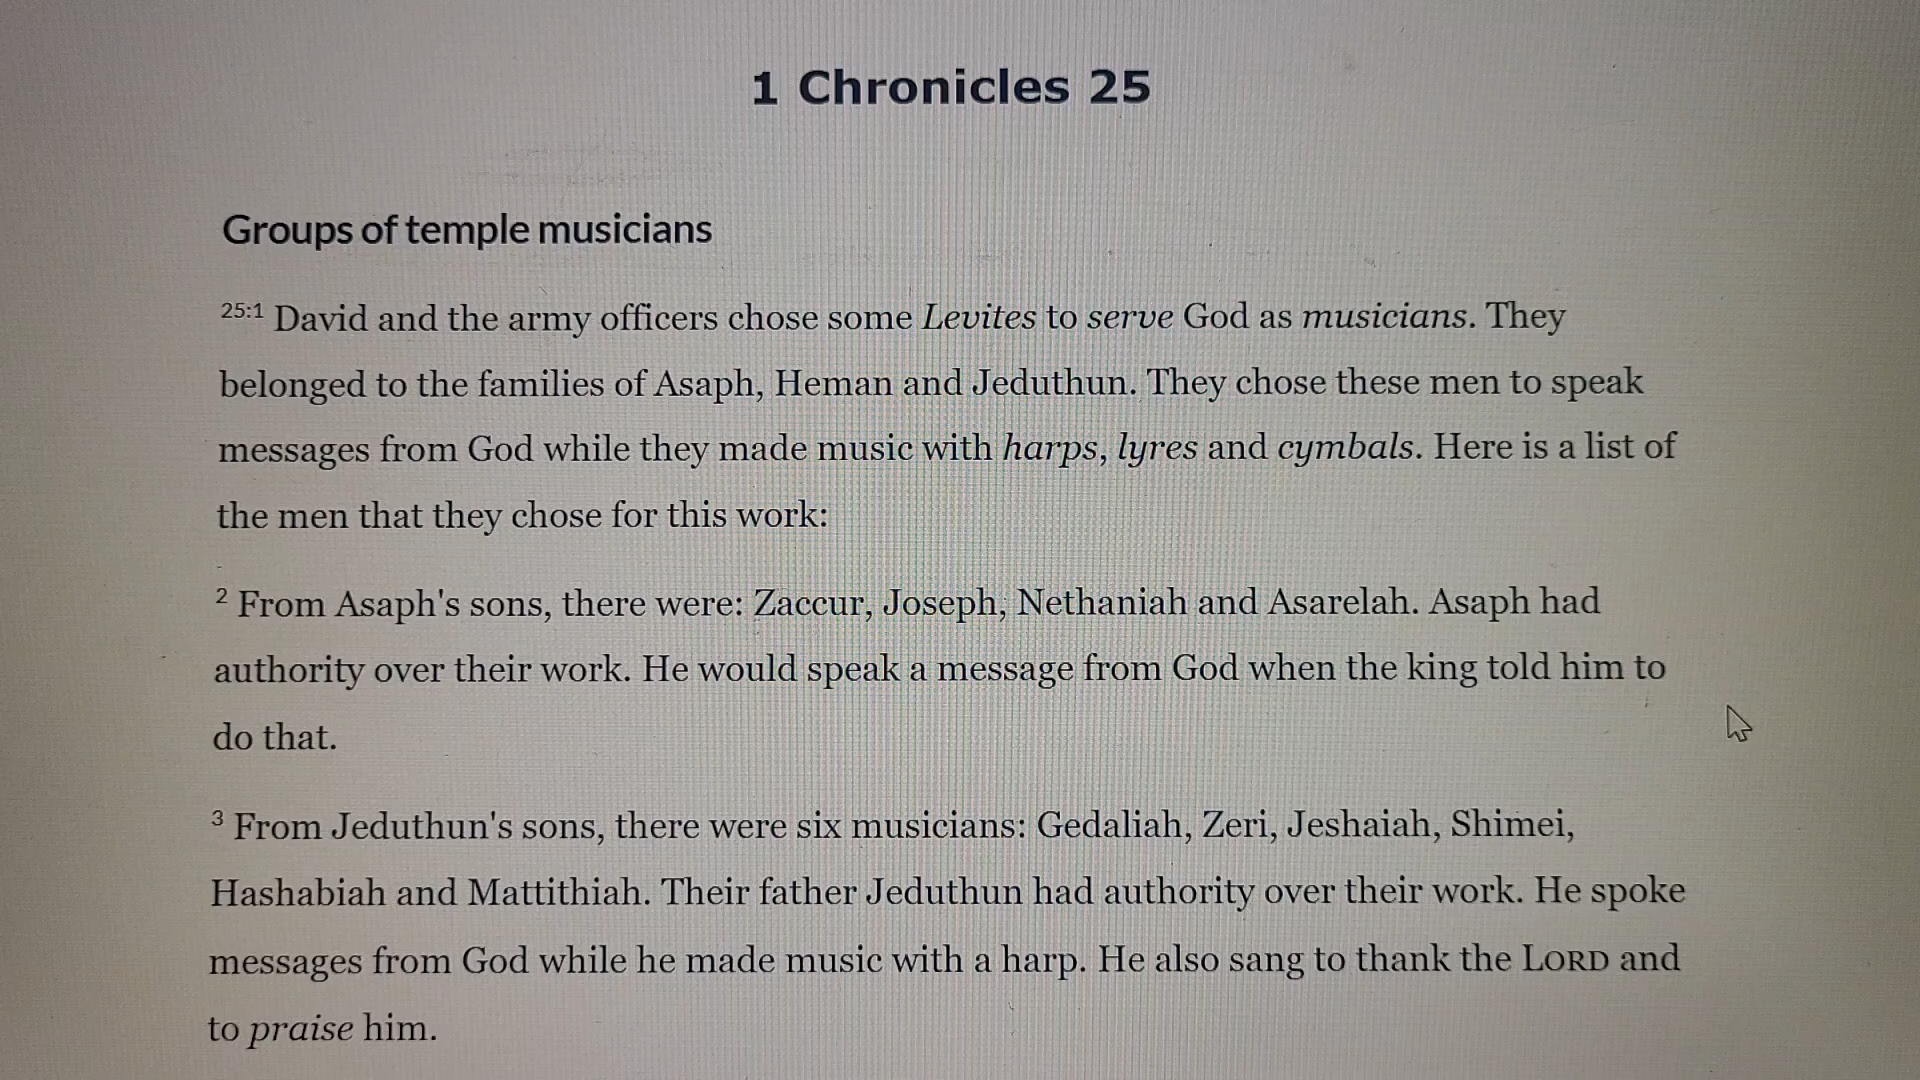 1 Chronicles 25
Groups of temple musicians
25:1 David and the army officers chose some Levites to serve God as musicians. They
belonged to the families of Asaph, Heman and Jeduthun. They chose these men to speak
messages from God while they made music with harps, lyres and cymbals. Here is a list of
the men that they chose for this work:
2 From Asaph's sons, there were: Zaccur, Joseph, Nethaniah and Asarelah. Asaph had
authority over their work. He would speak a message from God when the king told him to
do that.
3 From Jeduthun's sons, there were six musicians: Gedaliah, Zeri, Jeshaiah, Shimei,
Hashabiah and Mattithiah. Their father Jeduthun had authority over their work. He spoke
messages from God while he made music with a harp. He also sang to thank the LORD and
to praise him.